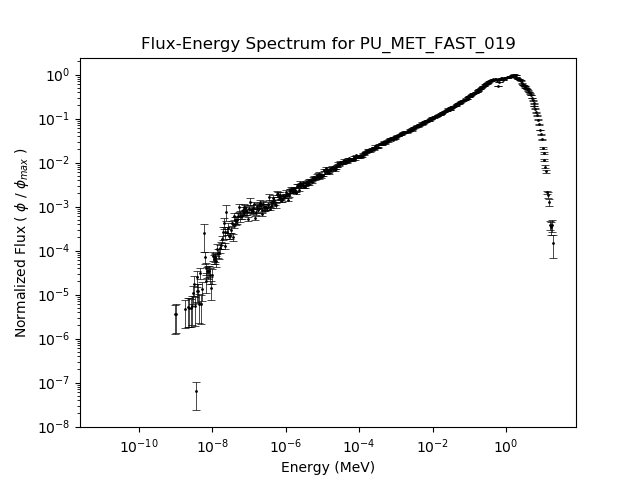 Flux-Energy Spectrum for PU_MET_FAST_019
Normalized Flux ( ϕ / ϕ_max )
10^0
10^-1
10^-2
10^-3
10^-4
10^-5
10^-6
10^-7
10^-8
10^-10 10^-8 10^-6 10^-4 10^-2 10^0
Energy (MeV)